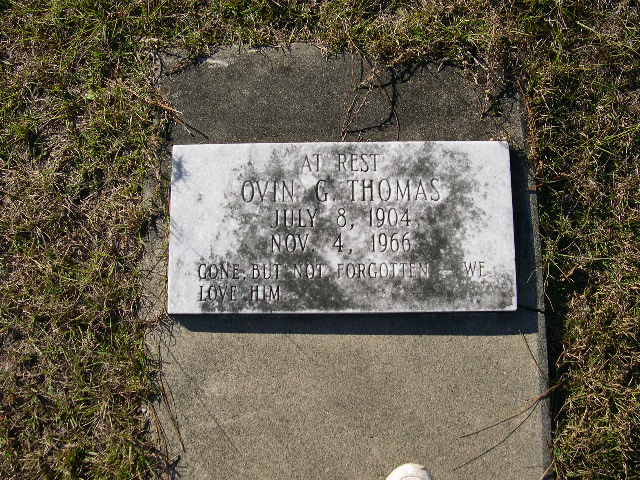 AT REST
OVIN G. THOMAS
JULY 8, 1904
NOV. 4, 1966
GONE BUT NOT FORGOTTEN - WE
LOVE HIM